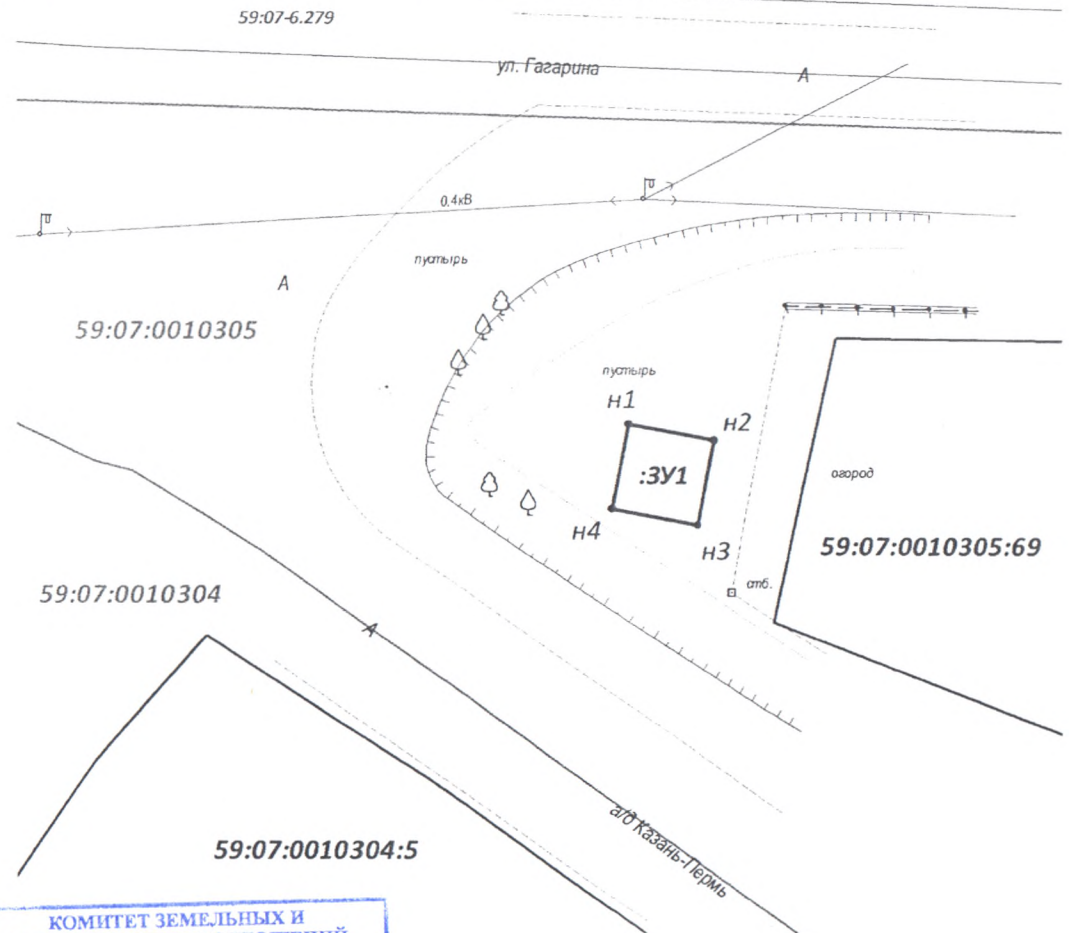 59:07-6.279
ул. Гагарина
А
0,4кВ
пустырь
А
59:07:0010305
пустырь
н1
н2
:ЗУ1
огород
н4
н3
59:07:0010305:69
стб.
59:07:0010304
А
а/д Казань-Пермь
59:07:0010304:5
КОМИТЕТ ЗЕМЕЛЬНЫХ И